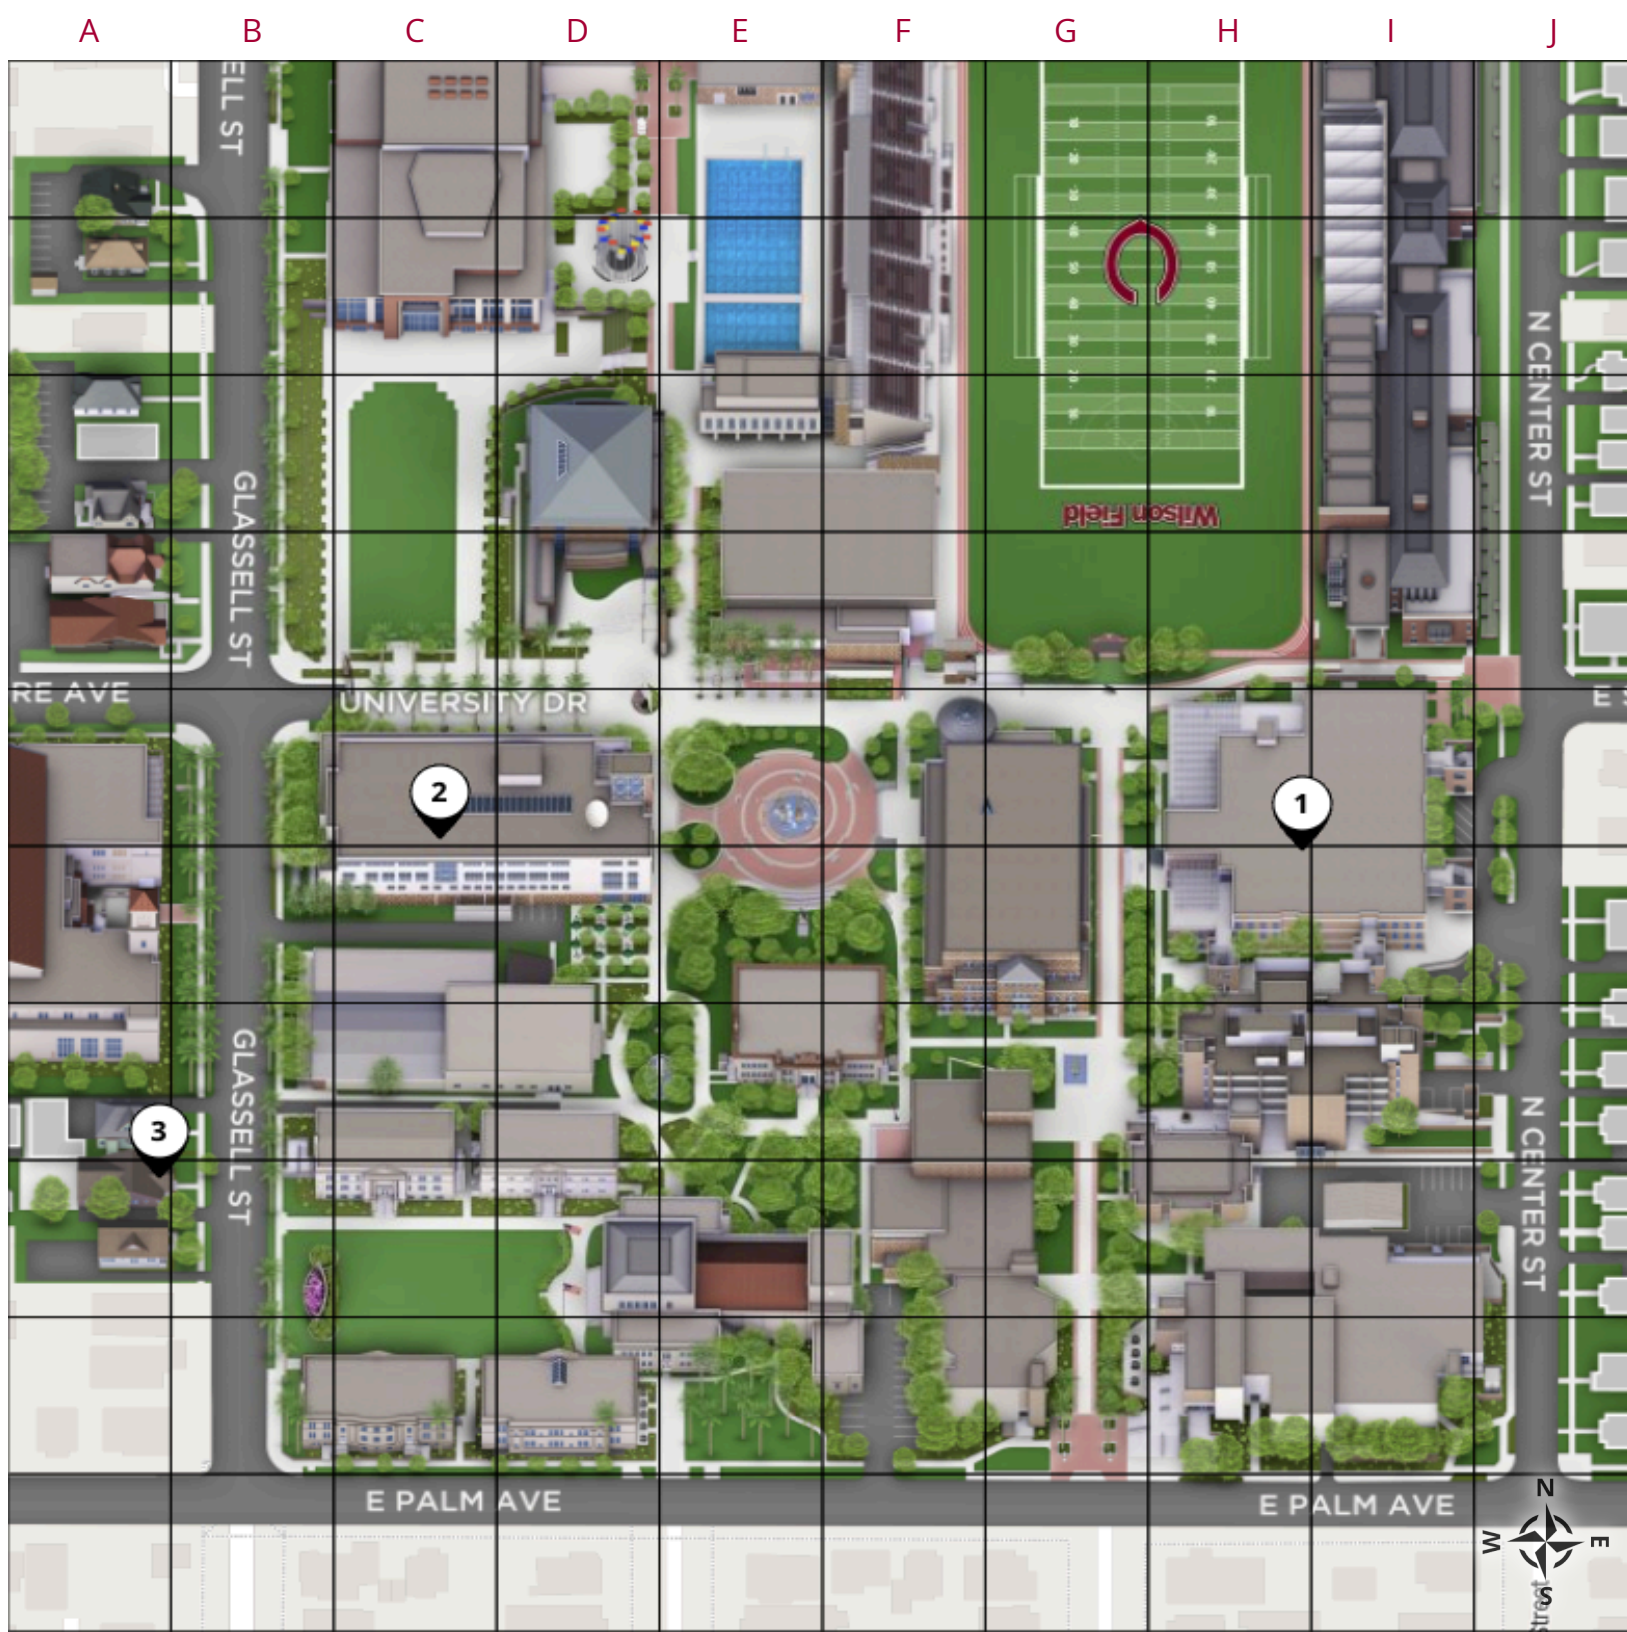 A B C D E F G H I J
ELL ST
N CENTER ST
GLASSELL ST
Wilson Field
RE AVE
UNIVERSITY DR
E S
2
1
GLASSELL ST
3
N CENTER ST
E PALM AVE
E PALM AVE
N
W E
S